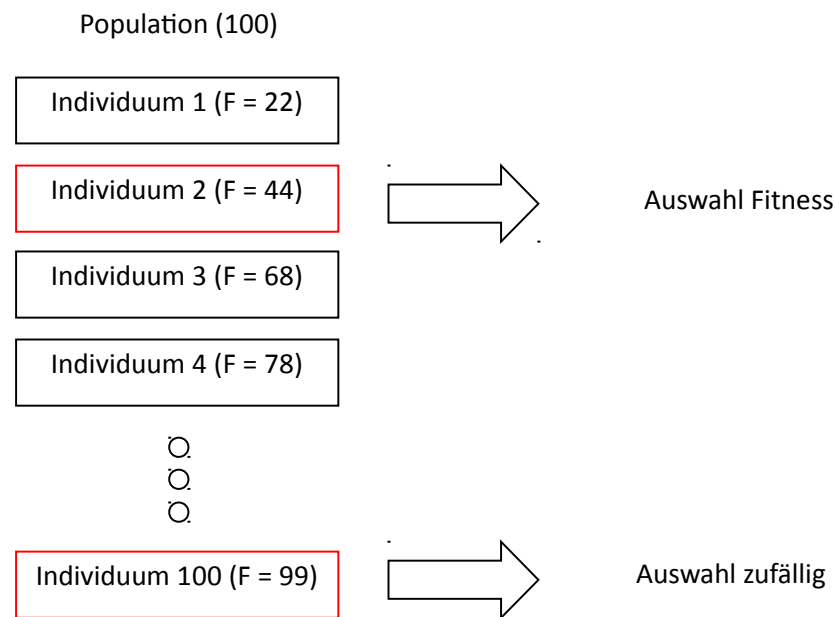 Population (100)
Individuum 1 (F = 22)
Individuum 2 (F = 44)
Auswahl Fitness
Individuum 3 (F = 68)
Individuum 4 (F = 78)
Individuum 100 (F = 99)
Auswahl zufällig